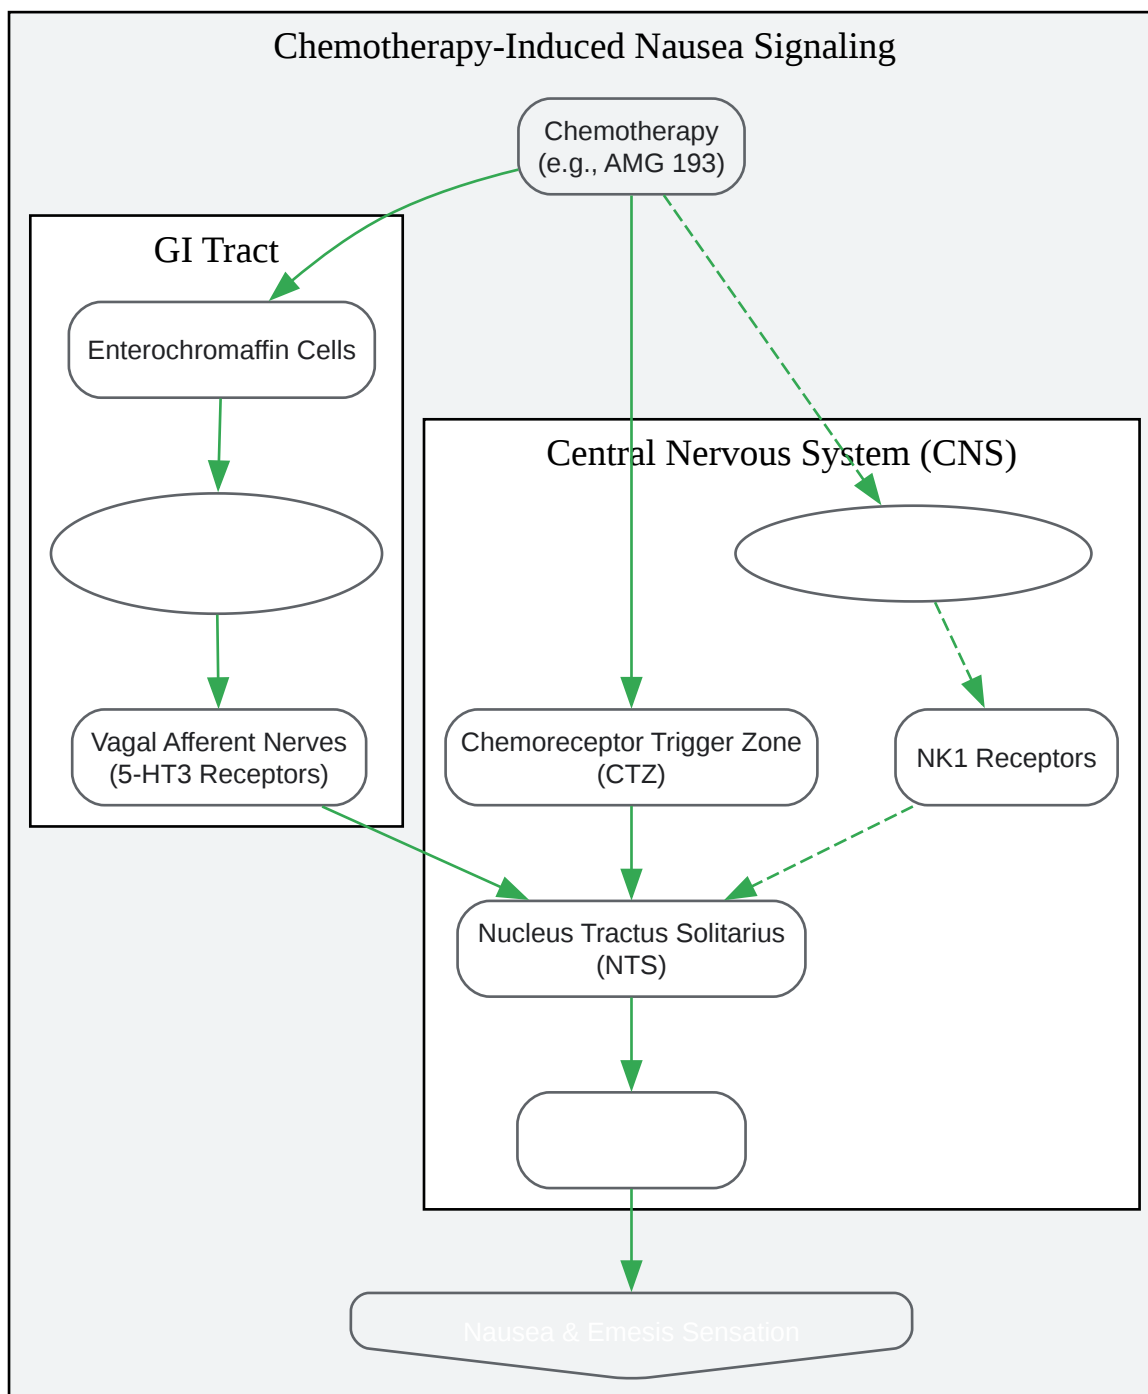 Chemotherapy-Induced Nausea Signaling
Chemotherapy
(e.g., AMG 193)
GI Tract
Enterochromaffin Cells
Central Nervous System (CNS)
Vagal Afferent Nerves
(5-HT3 Receptors)
Chemoreceptor Trigger Zone
(CTZ)
NK1 Receptors
Nucleus Tractus Solitarius
(NTS)
Nausea & Emesis Sensation